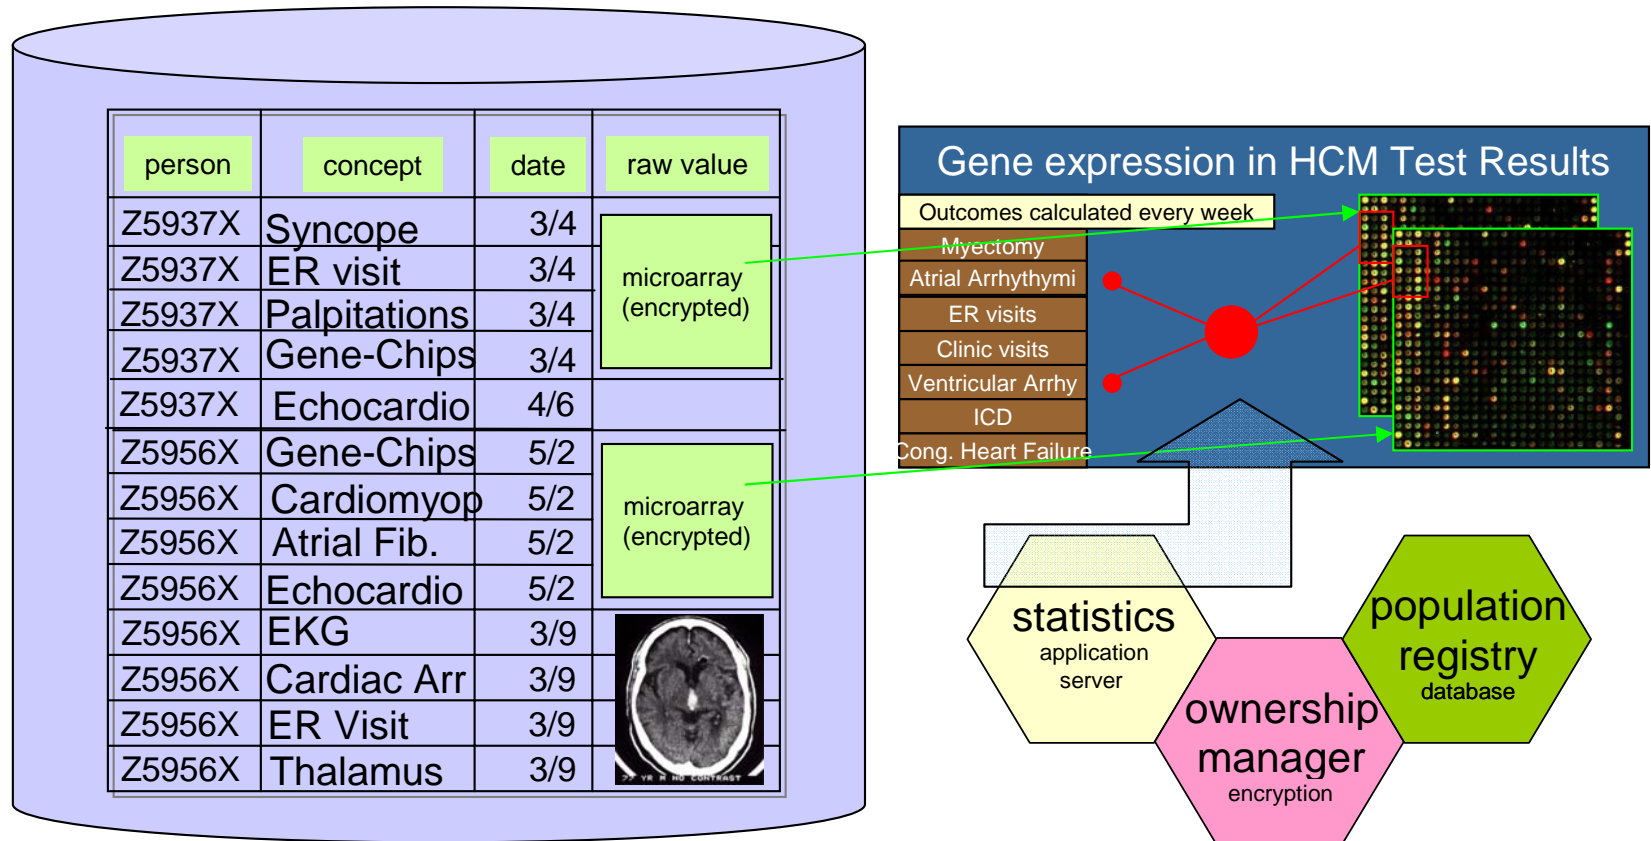 person concept date raw value
Z5937X Syncope 3/4
Z5937X ER visit 3/4
Z5937X Palpitations 3/4
Z5937X Gene-Chips 3/4
microarray
(encrypted)
Z5937X Echocardio 4/6
Z5956X Gene-Chips 5/2
Z5956X Cardiomyop 5/2
Z5956X Atrial Fib. 5/2
Z5956X Echocardio 5/2
microarray
(encrypted)
Z5956X EKG 3/9
Z5956X Cardiac Arr 3/9
Z5956X ER Visit 3/9
Z5956X Thalamus 3/9
77 YR M NO CONTRAST
Gene expression in HCM Test Results
Outcomes calculated every week
Myectomy
Atrial Arrhythymi
ER visits
Clinic visits
Ventricular Arrhy
ICD
Cong. Heart Failure
statistics
application
server
ownership
manager
encryption
population
registry
database